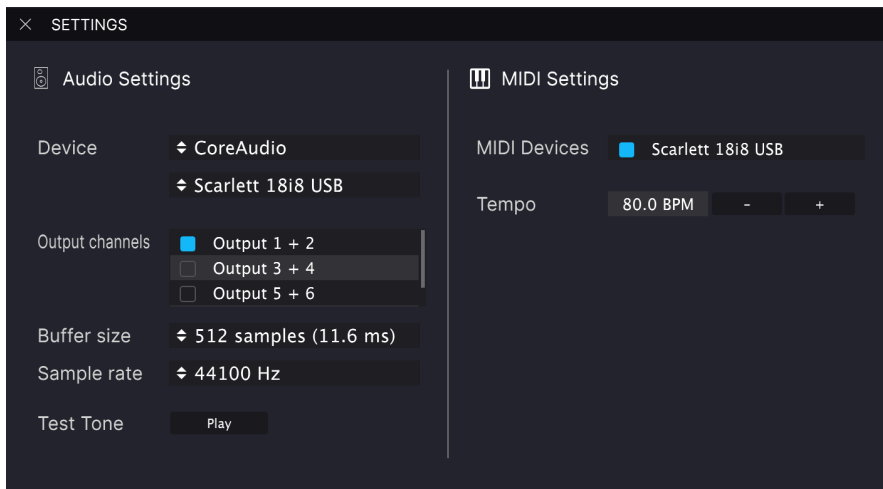 SETTINGS
Audio Settings
Device
CoreAudio
Scarlett 18i8 USB
Output channels
Output 1 + 2
Output 3 + 4
Output 5 + 6
Buffer size
512 samples (11.6 ms)
Sample rate
44100 Hz
Test Tone
Play
MIDI Settings
MIDI Devices
Scarlett 18i8 USB
Tempo
80.0 BPM
-
+